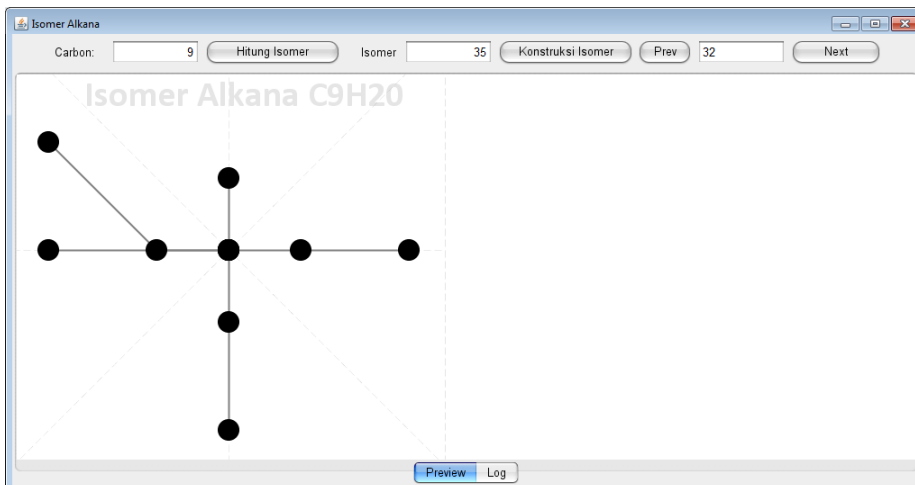 Isomer Alkana
Carbon: 9 Hitung Isomer Isomer 35 Konstruksi Isomer Prev 32 Next
Isomer Alkana C9H20
Preview Log